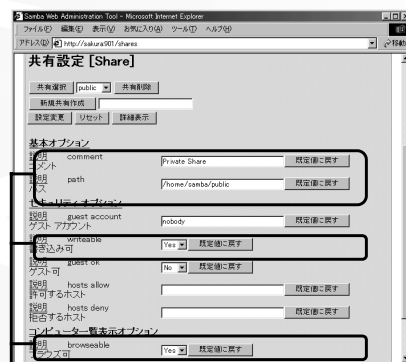 Samba Web Administration Tool - Microsoft Internet Explorer
ファイル(F) 編集(E) 表示(V) お気に入り(A) ツール(T) ヘルプ(H)
アドレス(D) http://sakura:901/shares 移動
共有設定 [Share]
共有選択 public 共有削除
新規共有作成
設定変更 リセット 詳細表示
基本オプション
説明 comment
コメント Private Share 既定値に戻す
説明 path
パス /home/samba/public 既定値に戻す
セキュリティオプション
説明 guest account
ゲスト アカウント nobody 既定値に戻す
説明 writeable
書き込み可 Yes 既定値に戻す
説明 guest ok
ゲスト可 No 既定値に戻す
説明 hosts allow
許可するホスト 既定値に戻す
説明 hosts deny
拒否するホスト 既定値に戻す
コンピュータ一覧表示オプション
説明 browseable
ブラウズ可 Yes 既定値に戻す